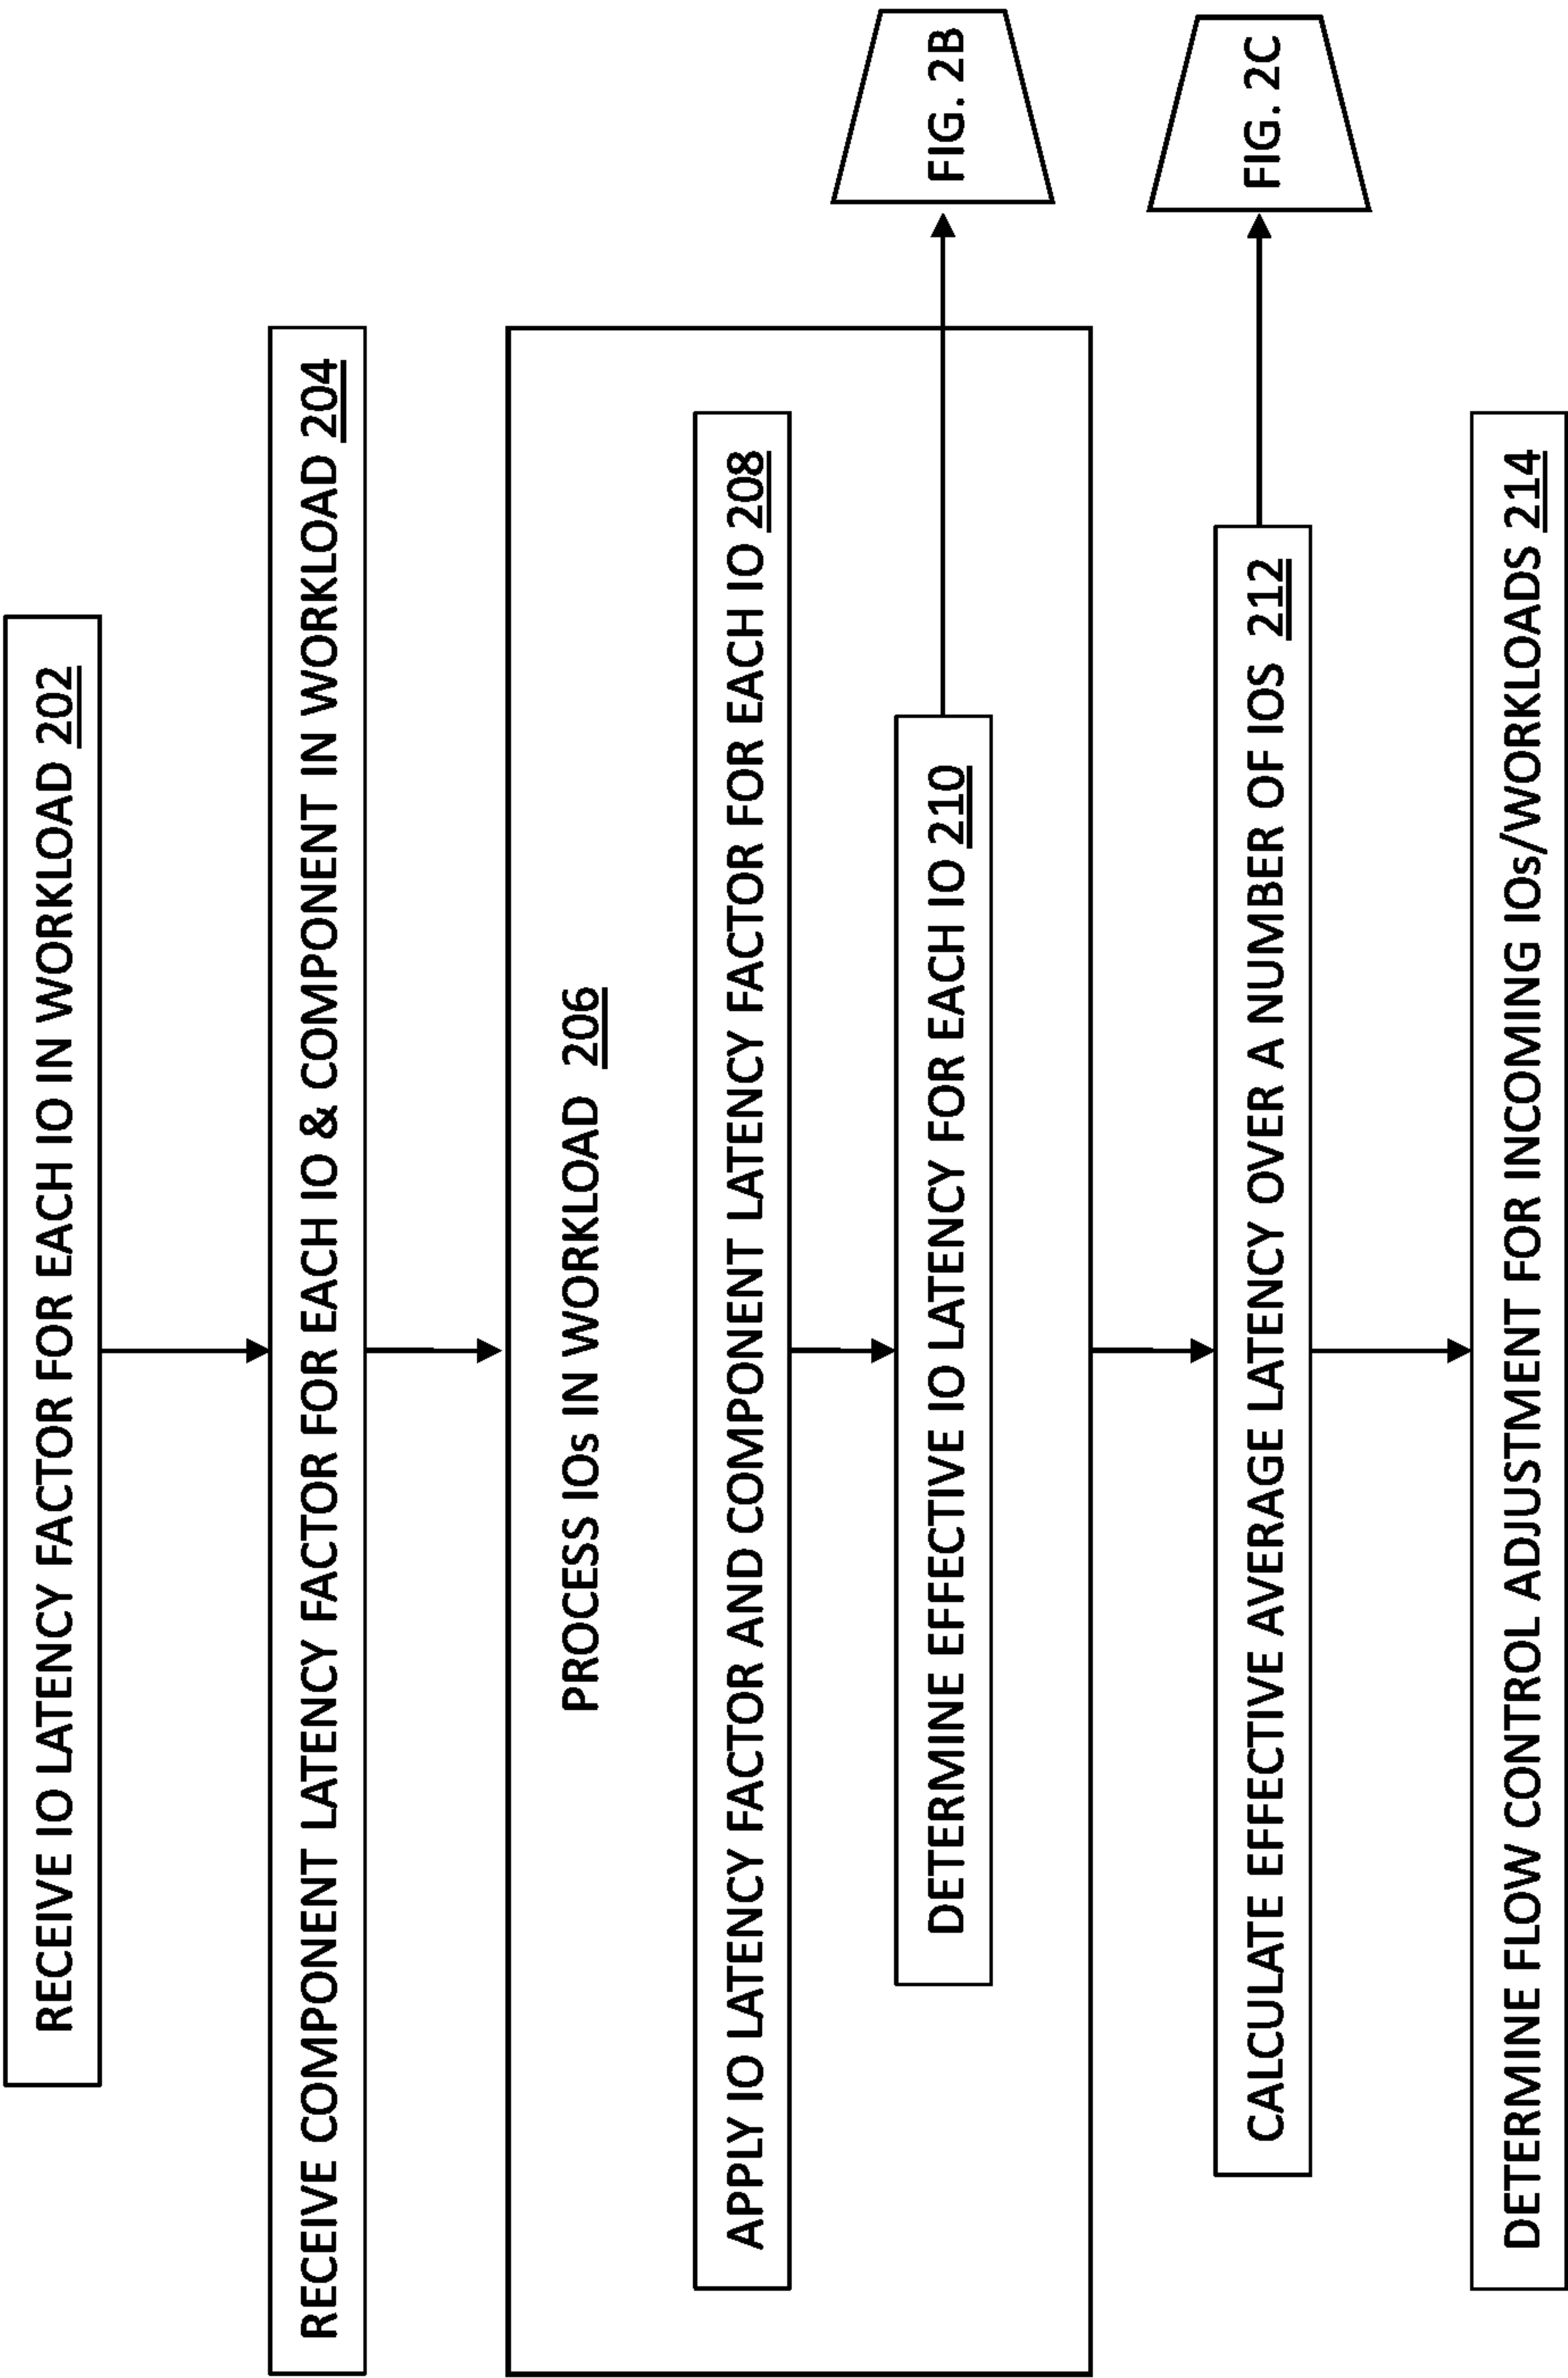 RECEIVE IO LATENCY FACTOR FOR EACH IO IN WORKLOAD 202
RECEIVE COMPONENT LATENCY FACTOR FOR EACH IO & COMPONENT IN WORKLOAD 204
PROCESS IOs IN WORKLOAD 206
APPLY IO LATENCY FACTOR AND COMPONENT LATENCY FACTOR FOR EACH IO 208
DETERMINE EFFECTIVE IO LATENCY FOR EACH IO 210
FIG. 2B
CALCULATE EFFECTIVE AVERAGE LATENCY OVER A NUMBER OF IOS 212
FIG. 2C
DETERMINE FLOW CONTROL ADJUSTMENT FOR INCOMING IOs/WORKLOADS 214